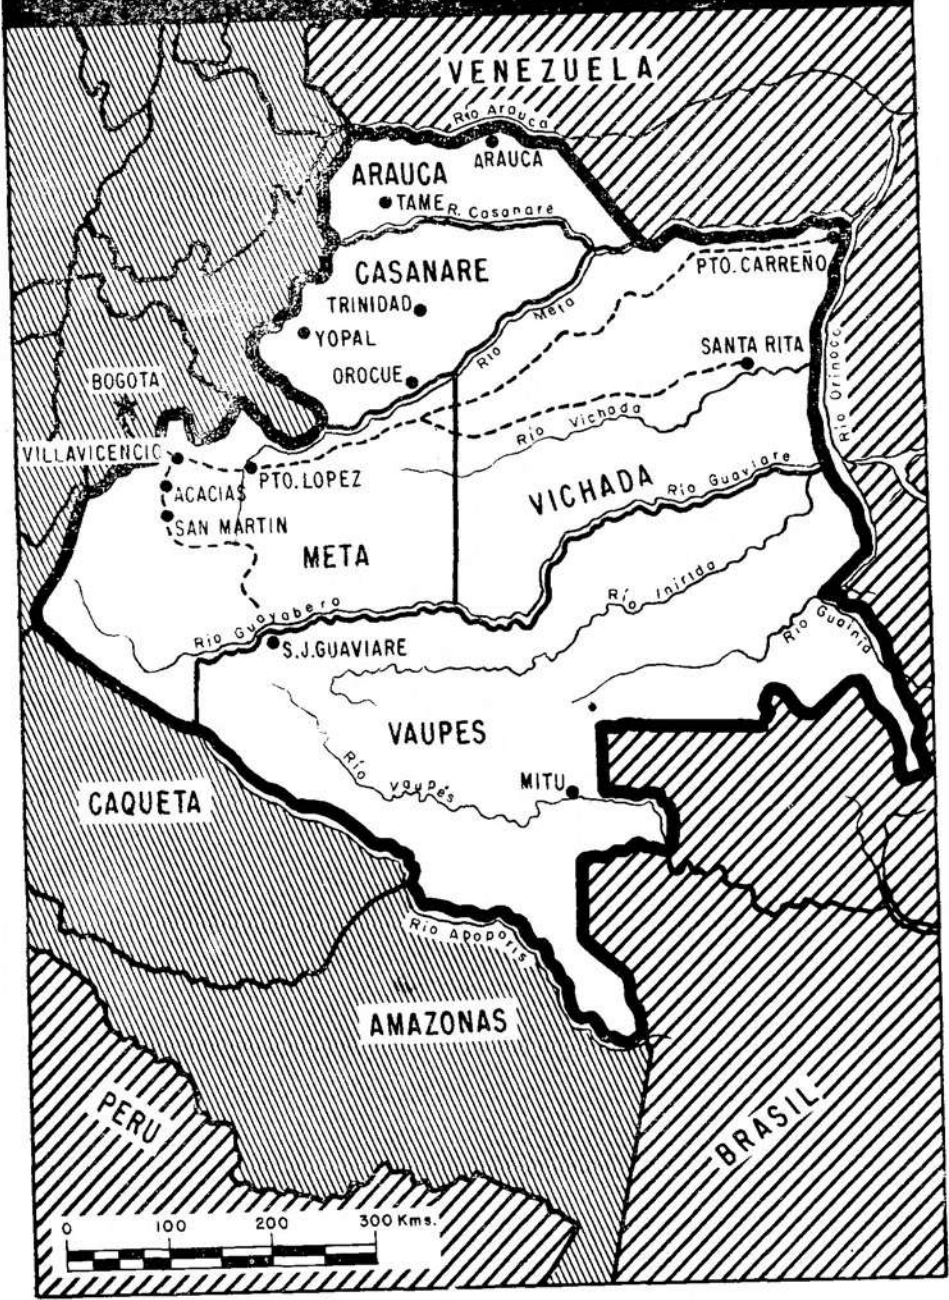 VENEZUELA
Río Arauca
ARAUCA
ARAUCA
TAME
R. Casanare
CASANARE
PTO. CARREÑO
TRINIDAD
Río Meta
YOPAL
SANTA RITA
Río Orinoco
OROCUE
BOGOTA
Río Vichada
VILLAVICENCIO
PTO. LOPEZ
VICHADA
Río Guaviare
ACACIAS
SAN MARTIN
META
Río Inirida
Río Guayabero
Río Guainia
S.J. GUAVIARE
VAUPES
Río Vaupés
MITU
CAQUETA
Río Apoporis
AMAZONAS
PERU
BRASIL
0 100 200 300 Kms.